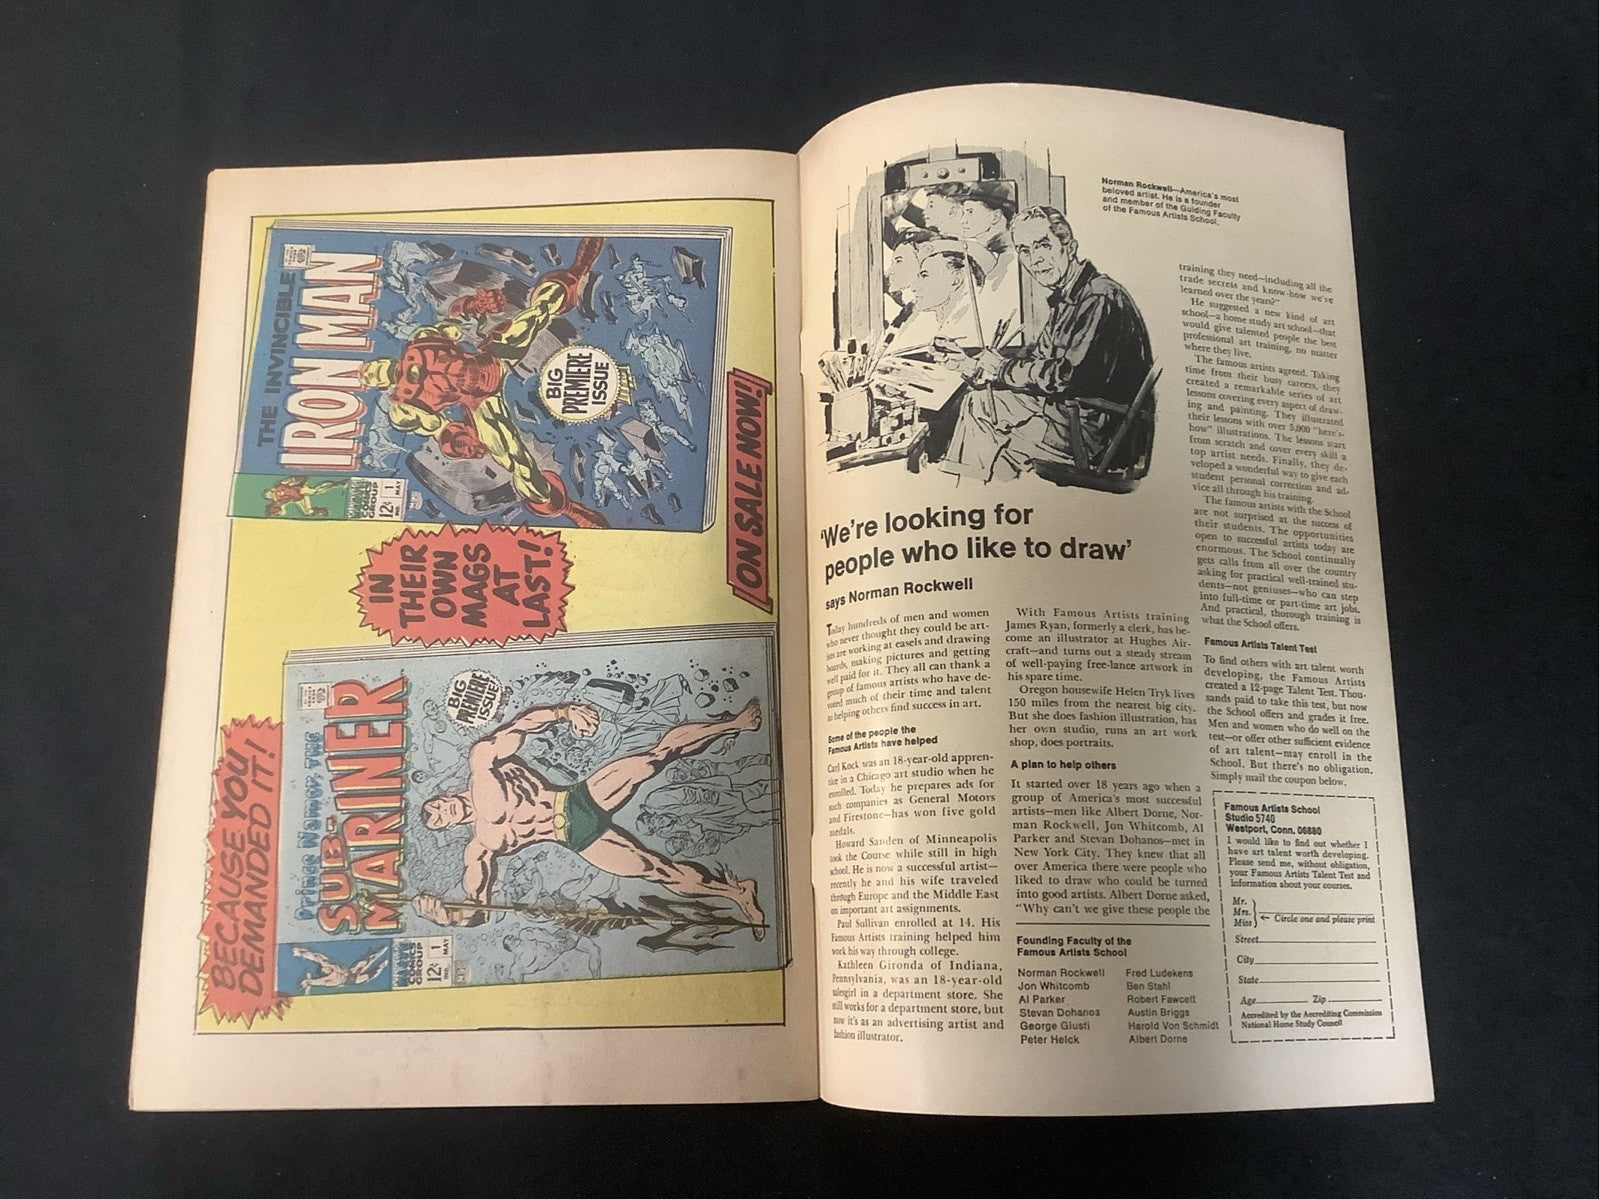 BECAUSE YOU
DEMANDED IT!
Prince Namor, THE
SUB-
MARINER
BIG
PREMIERE
ISSUE
MARVEL
COMICS
GROUP
12¢
1
MAY
IN
THEIR
OWN
MAGS
AT
LAST!
THE INVINCIBLE
IRON MAN
BIG
PREMIERE
ISSUE
MARVEL
COMICS
GROUP
12¢
1
MAY
ON SALE NOW!
Norman Rockwell—America's most
beloved artist. He is a founder
and member of the Guiding Faculty
of the Famous Artists School.
'We're looking for
people who like to draw'
says Norman Rockwell
Today hundreds of men and women
who never thought they could be art-
ists are working at easels and drawing
boards, making pictures and getting
well paid for it. They all can thank a
group of famous artists who have de-
voted much of their time and talent
to helping others find success in art.
Some of the people the
Famous Artists have helped
Carl Kock was an 18-year-old appren-
tice in a Chicago art studio when he
enrolled. Today he prepares ads for
such companies as General Motors
and Firestone—has won five gold
medals.
Howard Sanden of Minneapolis
took the Course while still in high
school. He is now a successful artist—
recently he and his wife traveled
through Europe and the Middle East
on important art assignments.
Paul Sullivan enrolled at 14. His
Famous Artists training helped him
work his way through college.
Kathleen Gironda of Indiana,
Pennsylvania, was an 18-year-old
salesgirl in a department store. She
still works for a department store, but
now it's as an advertising artist and
fashion illustrator.
With Famous Artists training
James Ryan, formerly a clerk, has be-
come an illustrator at Hughes Air-
craft—and turns out a steady stream
of well-paying free-lance artwork in
his spare time.
Oregon housewife Helen Tryk lives
150 miles from the nearest big city.
But she does fashion illustration, has
her own studio, runs an art work
shop, does portraits.
A plan to help others
It started over 18 years ago when a
group of America's most successful
artists—men like Albert Dorne, Nor-
man Rockwell, Jon Whitcomb, Al
Parker and Stevan Dohanos—met in
New York City. They knew that all
over America there were people who
liked to draw who could be turned
into good artists. Albert Dorne asked,
"Why can't we give these people the
training they need—including all the
trade secrets and know-how we've
learned over the years?"
He suggested a new kind of art
school—a home study art school—that
would give talented people the best
professional art training, no matter
where they live.
The famous artists agreed. Taking
time from their busy careers, they
created a remarkable series of art
lessons covering every aspect of draw-
ing and painting. They illustrated
their lessons with over 5,000 "here's-
how" illustrations. The lessons start
from scratch and cover every skill a
top artist needs. Finally, they de-
veloped a wonderful way to give each
student personal correction and ad-
vice all through his training.
The famous artists with the School
are not surprised at the success of
their students. The opportunities
open to successful artists today are
enormous. The School continually
gets calls from all over the country
asking for practical well-trained stu-
dents—not geniuses—who can step
into full-time or part-time art jobs.
And practical, thorough training is
what the School offers.
Famous Artists Talent Test
To find others with art talent worth
developing, the Famous Artists
created a 12-page Talent Test. Thou-
sands paid to take this test, but now
the School offers and grades it free.
Men and women who do well on the
test—or offer other sufficient evidence
of art talent—may enroll in the
School. But there's no obligation.
Simply mail the coupon below.
Founding Faculty of the
Famous Artists School
Norman Rockwell
Jon Whitcomb
Al Parker
Stevan Dohanos
George Giusti
Peter Helck
Fred Ludekens
Ben Stahl
Robert Fawcett
Austin Briggs
Harold Von Schmidt
Albert Dorne
Famous Artists School
Studio 5740
Westport, Conn. 06880
I would like to find out whether I
have art talent worth developing.
Please send me, without obligation,
your Famous Artists Talent Test and
information about your courses.
Mr.
Mrs.
Miss
← Circle one and please print
Street
City
State
Age Zip
Accredited by the Accrediting Commission
National Home Study Council